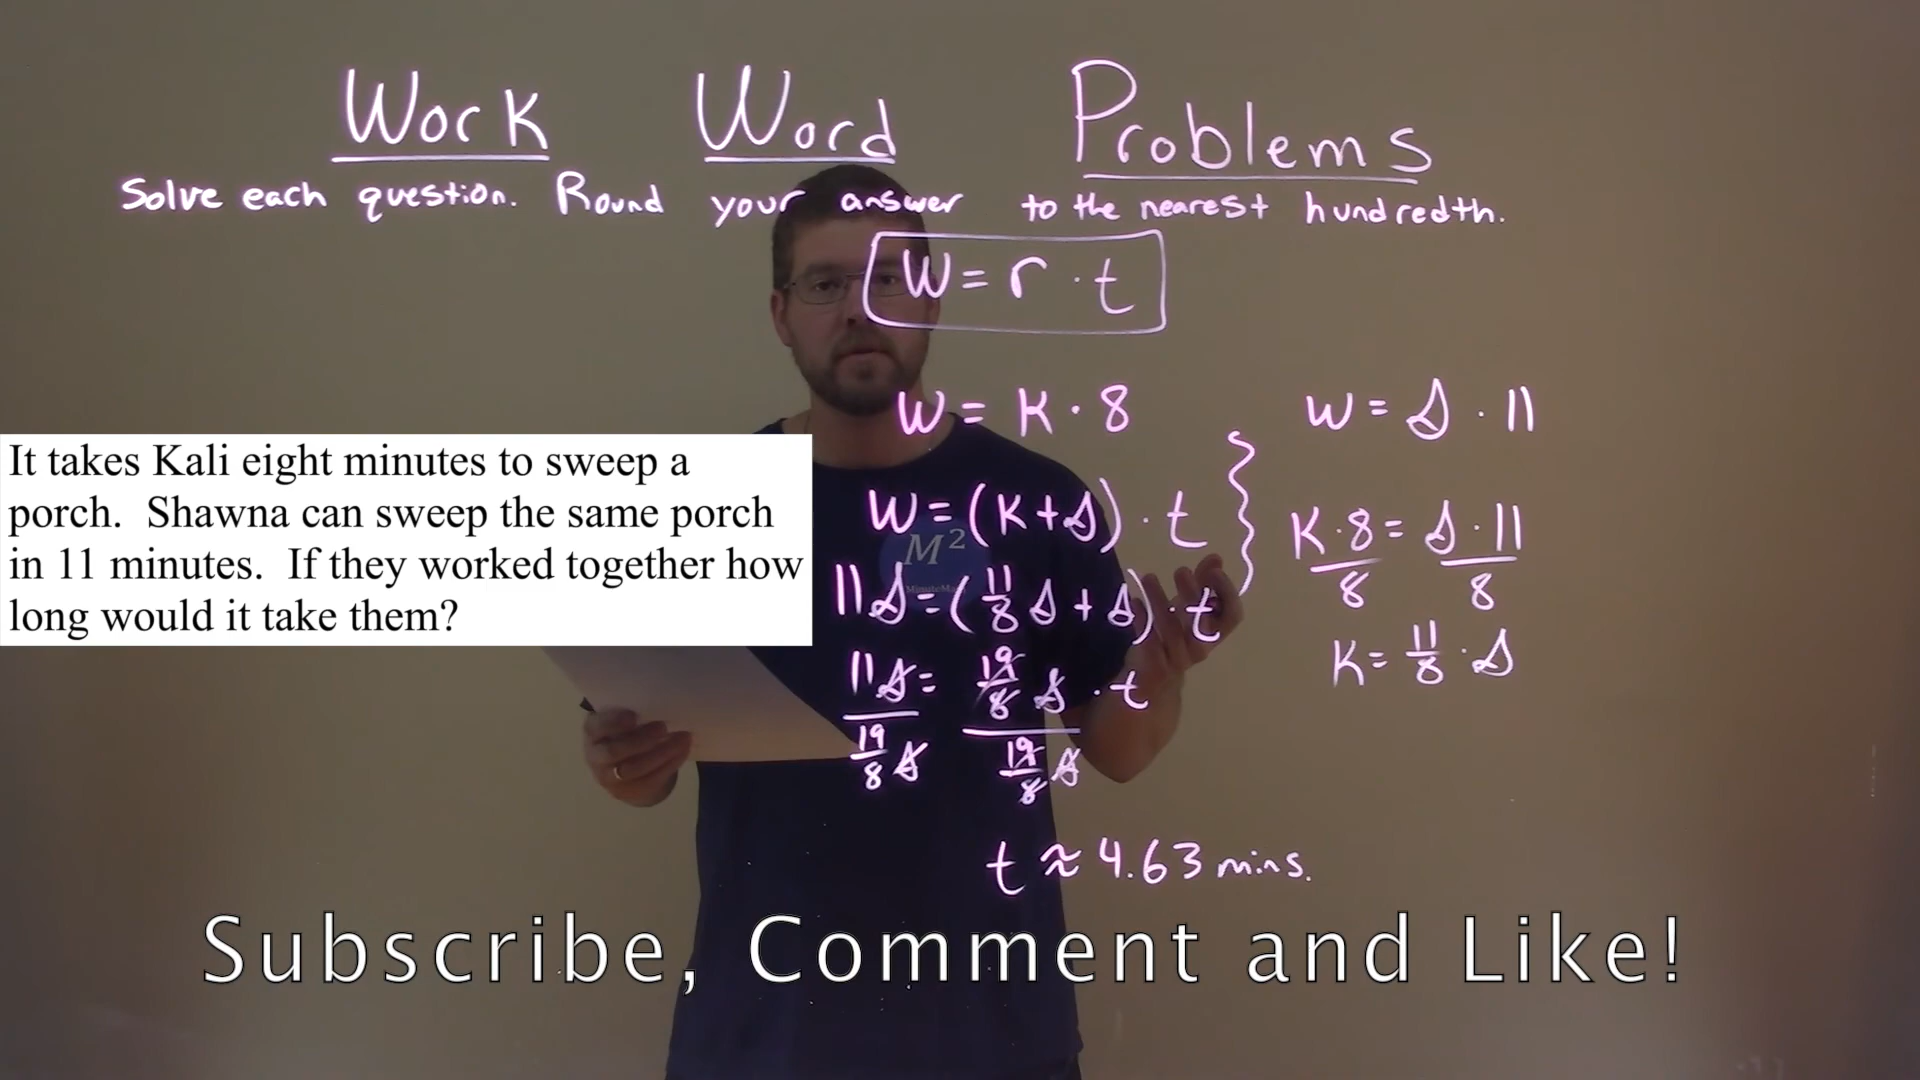 Work Word Problems
Solve each question. Round your answer to the nearest hundredth.
W = r · t
W = K · 8
W = S · 11
It takes Kali eight minutes to sweep a
porch. Shawna can sweep the same porch
in 11 minutes. If they worked together how
long would it take them?
W = (K + S) · t
K · 8 = S · 11
8 8
M²
11S = (11/8 S + S) · t
K = 11/8 · S
11S = 19/8 S · t
19/8 S 19/8 S
t ≈ 4.63 mins.
Subscribe, Comment and Like!